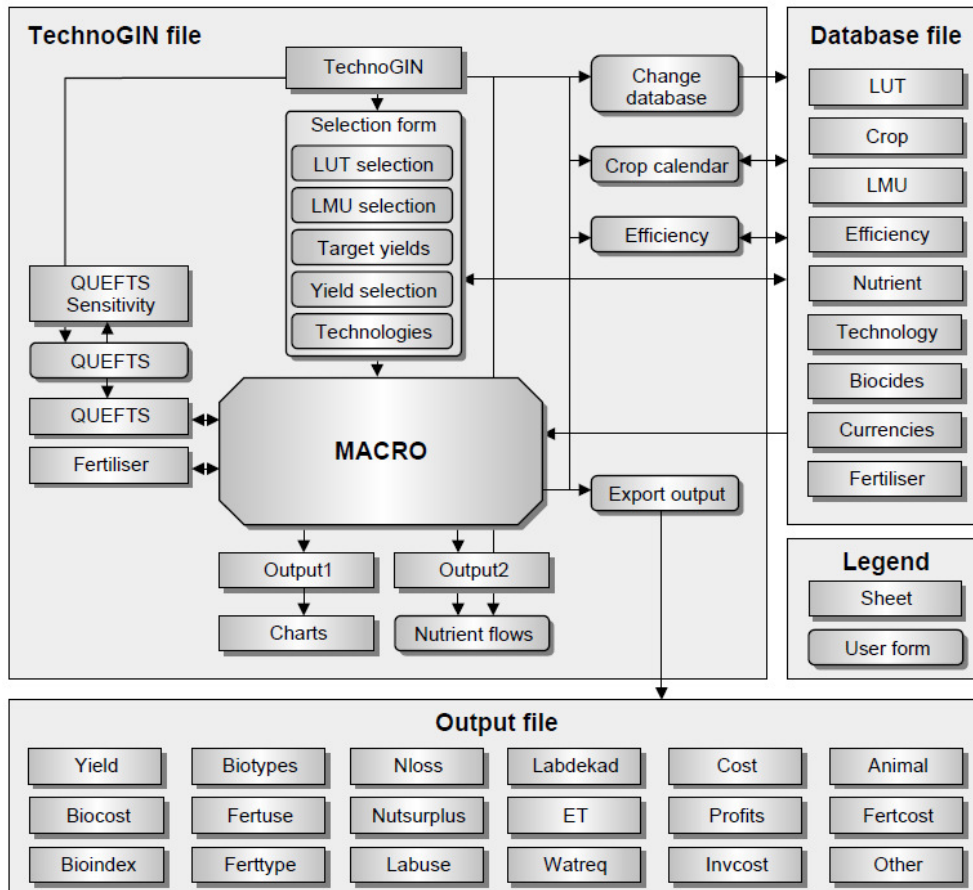 TechnoGIN file
TechnoGIN
Selection form
LUT selection
LMU selection
Target yields
Yield selection
Technologies
QUEFTS
Sensitivity
QUEFTS
QUEFTS
Fertiliser
MACRO
Change
database
Crop calendar
Efficiency
Export output
Output1
Output2
Charts
Nutrient flows
Database file
LUT
Crop
LMU
Efficiency
Nutrient
Technology
Biocides
Currencies
Fertiliser
Legend
Sheet
User form
Output file
Yield
Biotypes
Nloss
Labdekad
Cost
Animal
Biocost
Fertuse
Nutsurplus
ET
Profits
Fertcost
Bioindex
Ferttype
Labuse
Watreq
Invcost
Other